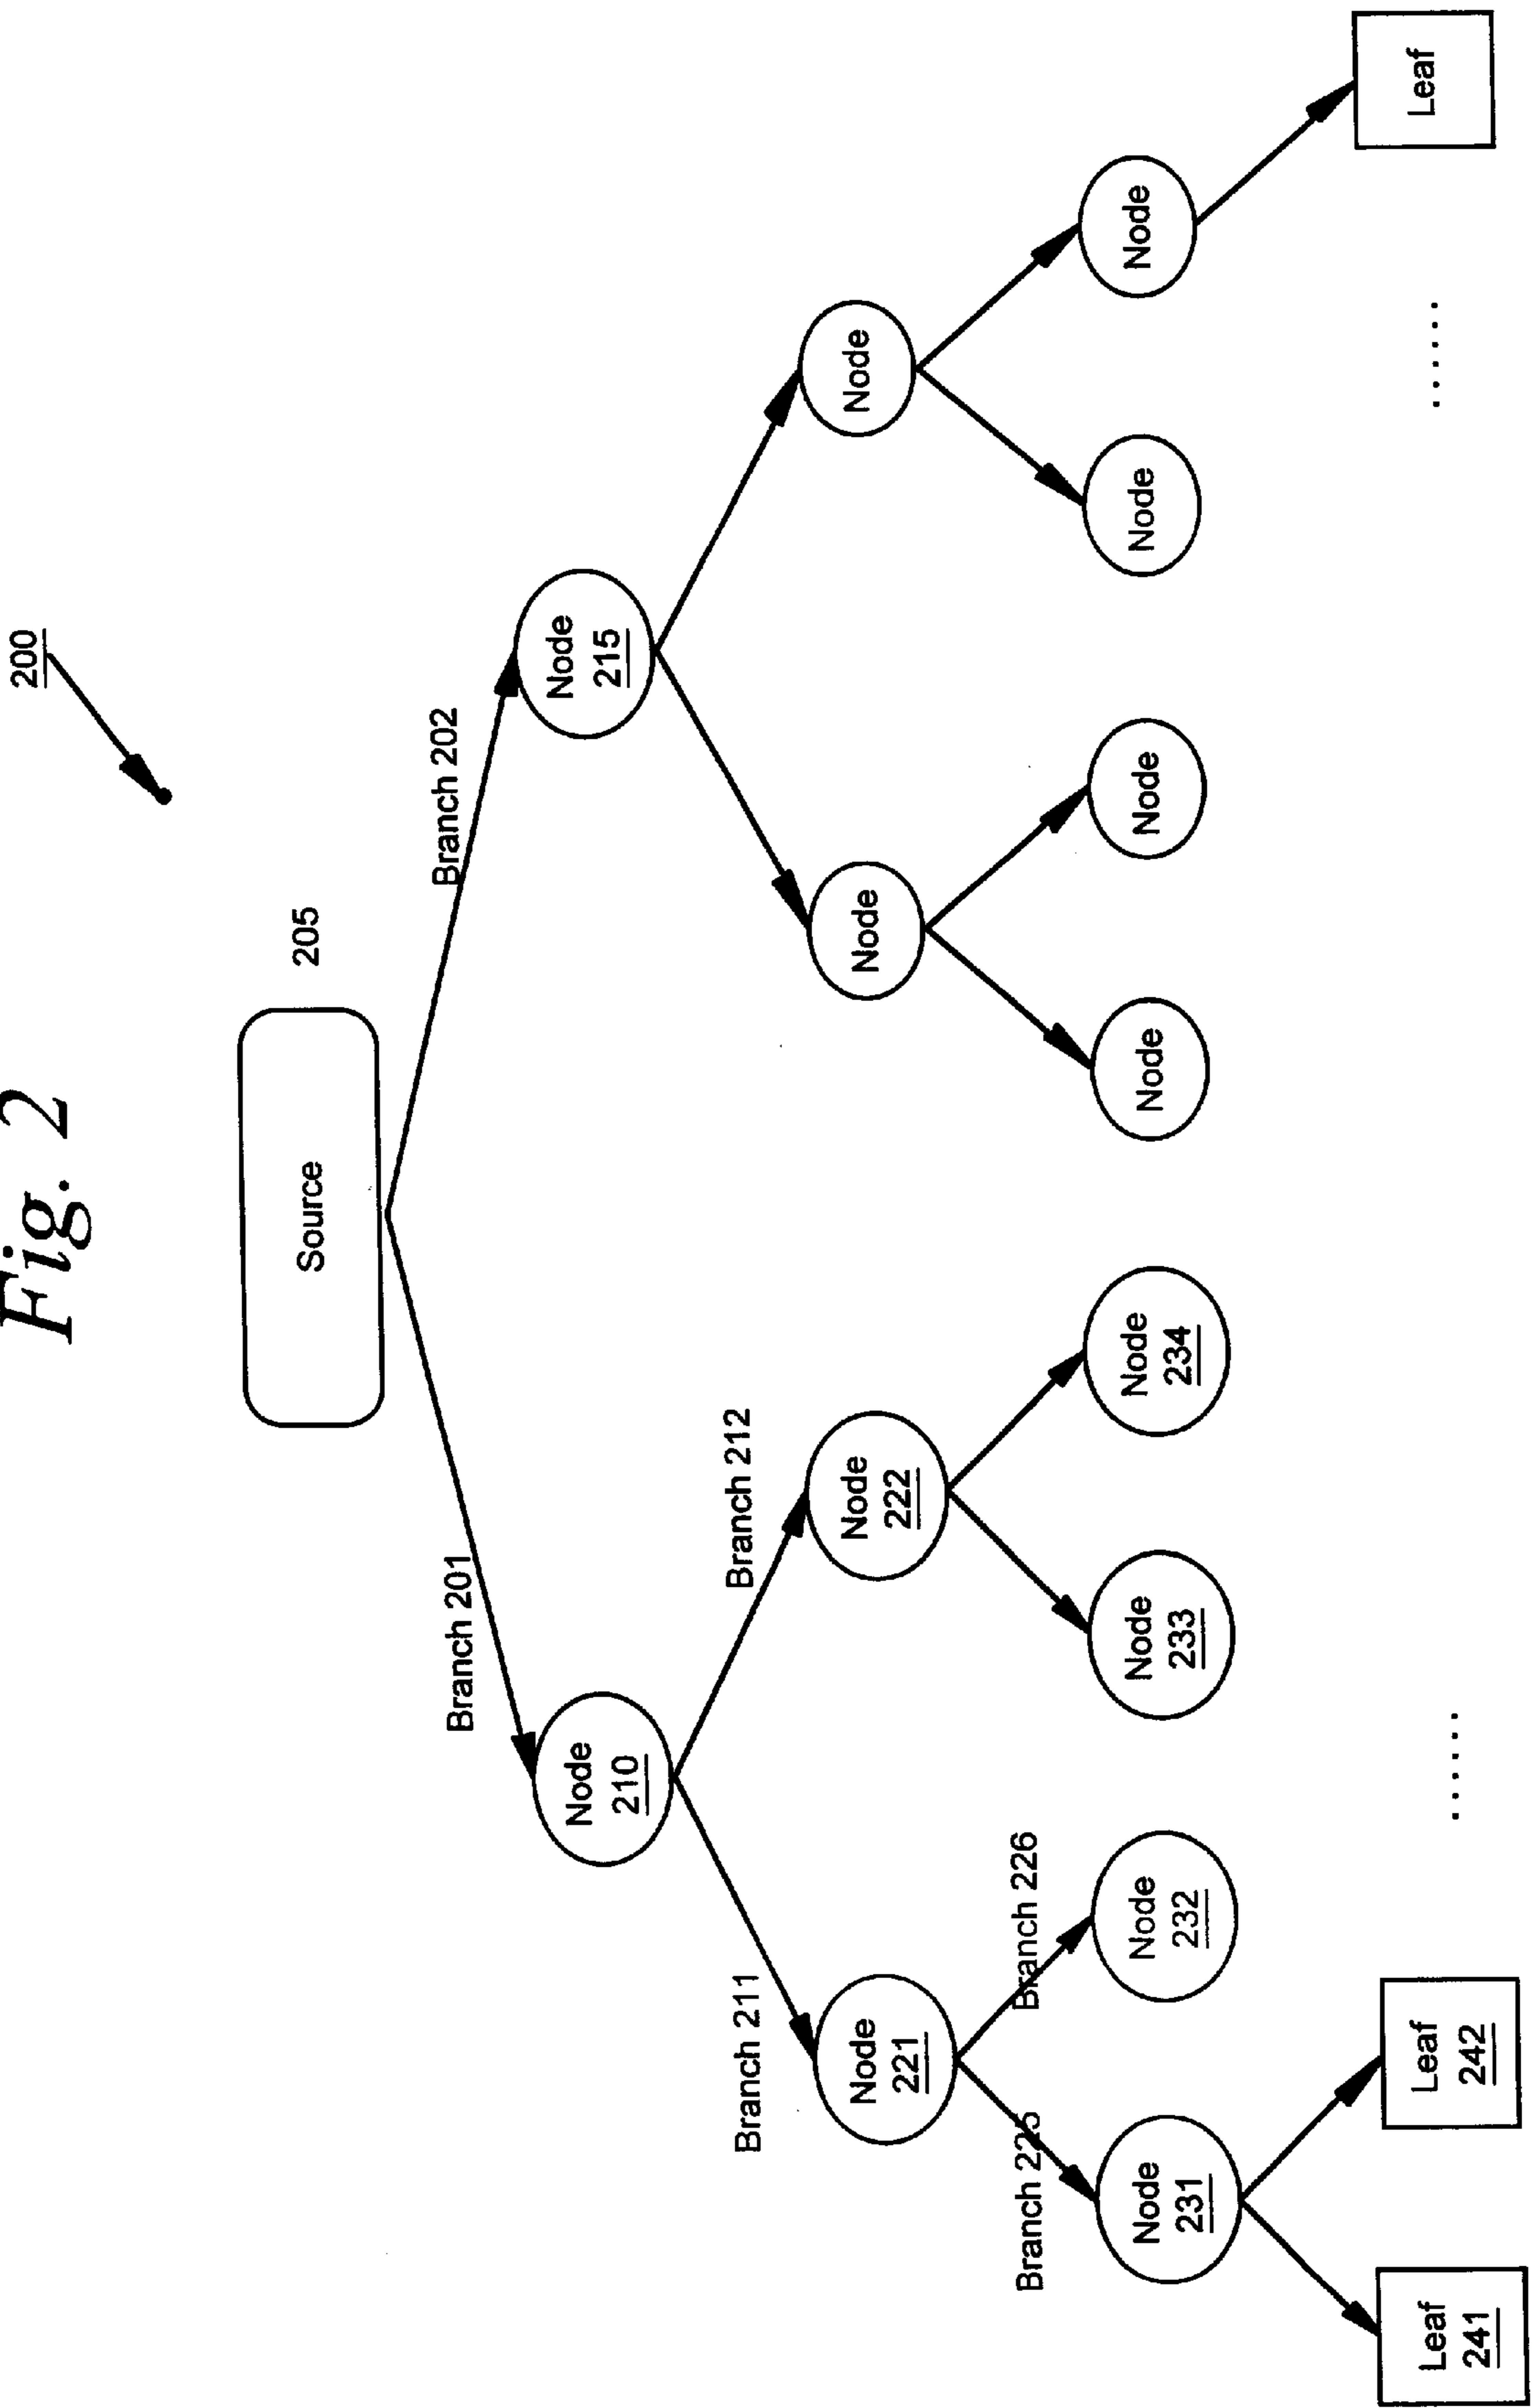 Fig. 2
200
Source
205
Branch 201
Branch 202
Node
210
Node
215
Branch 211
Branch 212
Node
221
Node
222
Node
Node
Branch 225
Branch 226
Node
231
Node
232
Node
233
Node
234
Node
Node
Node
Node
Leaf
241
Leaf
242
......
......
Leaf